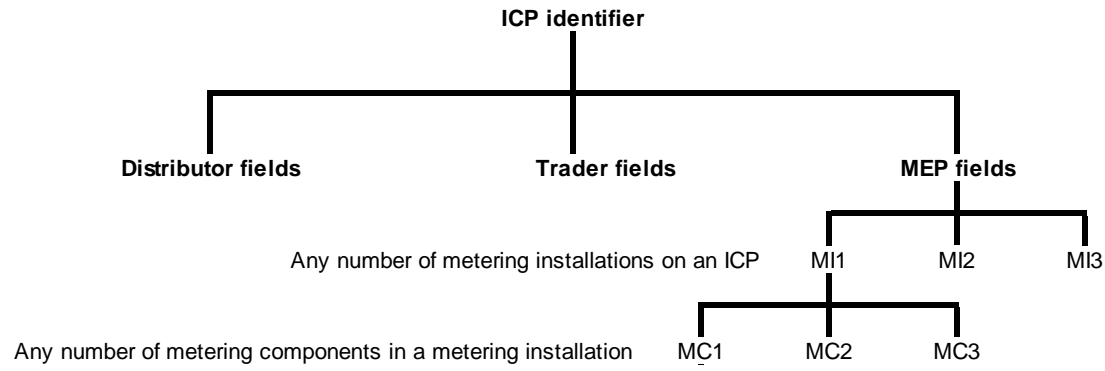 ICP identifier
Distributor fields Trader fields MEP fields
Any number of metering installations on an ICP MI1 MI2 MI3
Any number of metering components in a metering installation MC1 MC2 MC3